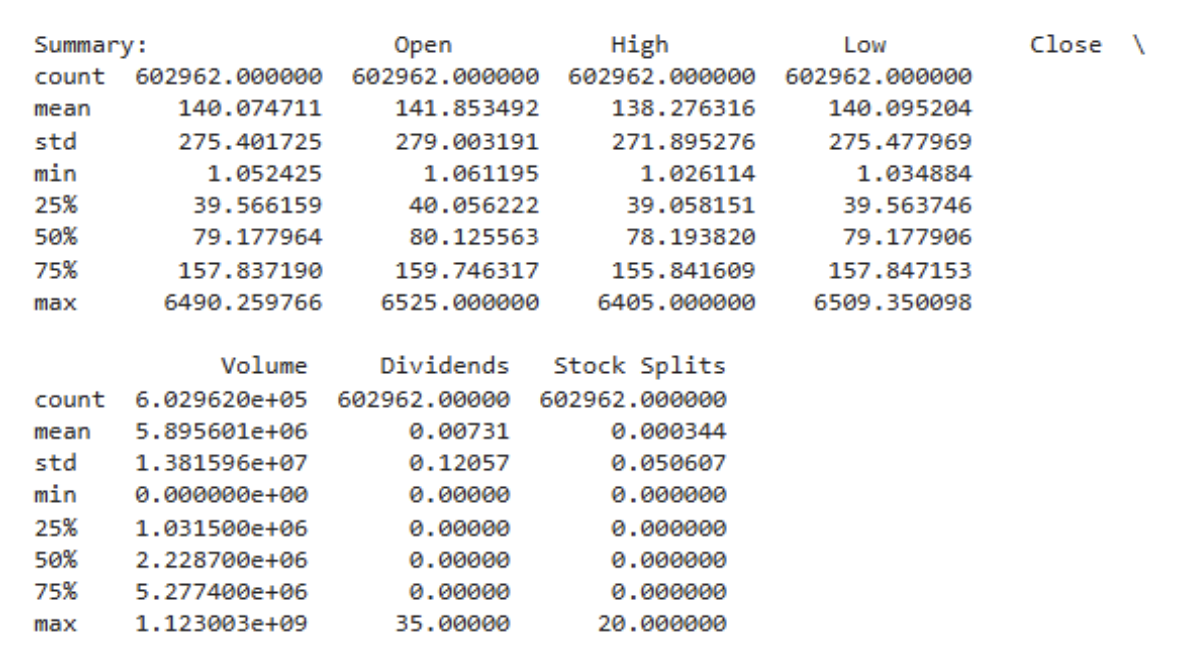 Summary:                Open           High            Low          Close  \
count  602962.000000  602962.000000  602962.000000  602962.000000
mean      140.074711     141.853492     138.276316     140.095204
std       275.401725     279.003191     271.895276     275.477969
min         1.052425       1.061195       1.026114       1.034884
25%        39.566159      40.056222      39.058151      39.563746
50%        79.177964      80.125563      78.193820      79.177906
75%       157.837190     159.746317     155.841609     157.847153
max      6490.259766    6525.000000    6405.000000    6509.350098
             Volume     Dividends   Stock Splits
count  6.029620e+05  602962.00000  602962.000000
mean   5.895601e+06       0.00731       0.000344
std    1.381596e+07       0.12057       0.050607
min    0.000000e+00       0.00000       0.000000
25%    1.031500e+06       0.00000       0.000000
50%    2.228700e+06       0.00000       0.000000
75%    5.277400e+06       0.00000       0.000000
max    1.123003e+09      35.00000      20.000000